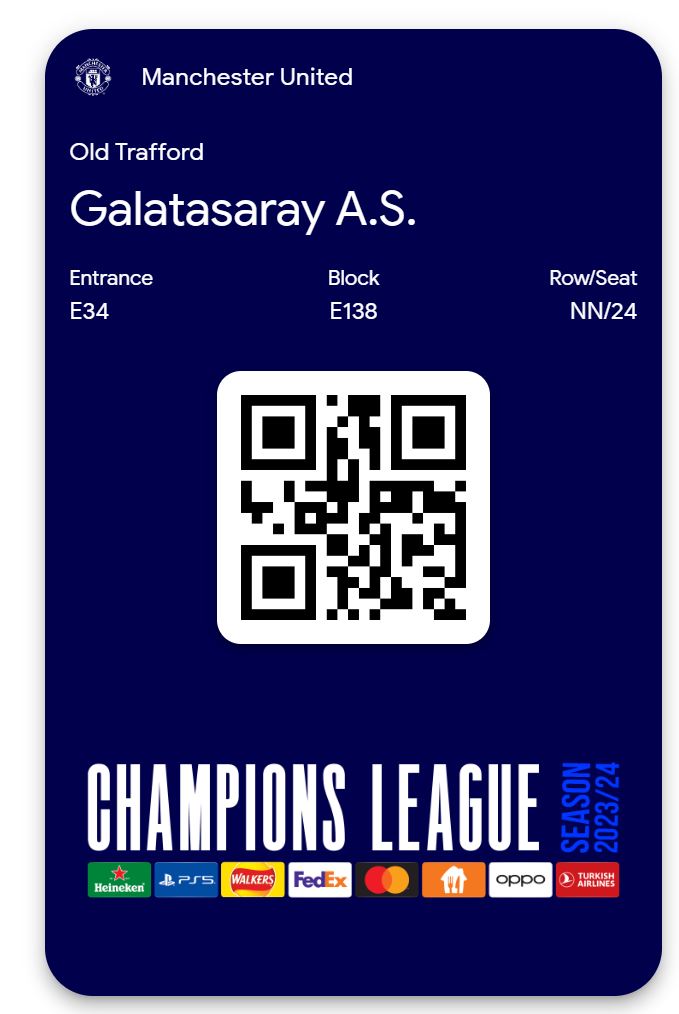 Manchester United
Old Trafford
Galatasaray A.S.
Entrance Block Row/Seat
E34 E138 NN/24
CHAMPIONS LEAGUE SEASON 2023/24
Heineken PS5 WALKERS FedEx oppo TURKISH AIRLINES